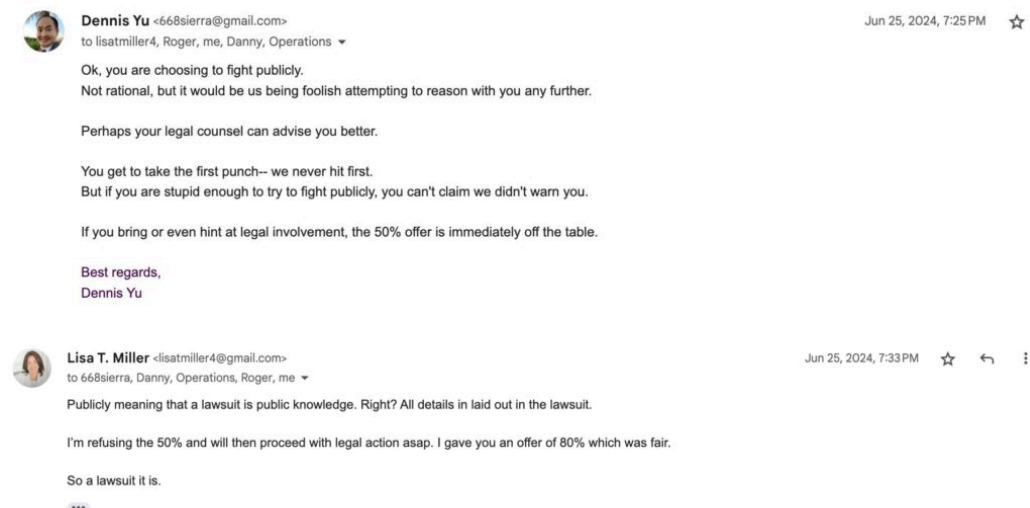 Dennis Yu <668sierra@gmail.com>
Jun 25, 2024, 7:25 PM
to lisatmiller4, Roger, me, Danny, Operations
Ok, you are choosing to fight publicly.
Not rational, but it would be us being foolish attempting to reason with you any further.
Perhaps your legal counsel can advise you better.
You get to take the first punch-- we never hit first.
But if you are stupid enough to try to fight publicly, you can't claim we didn't warn you.
If you bring or even hint at legal involvement, the 50% offer is immediately off the table.
Best regards,
Dennis Yu
Lisa T. Miller <lisatmiller4@gmail.com>
Jun 25, 2024, 7:33 PM
to 668sierra, Danny, Operations, Roger, me
Publicly meaning that a lawsuit is public knowledge. Right? All details in laid out in the lawsuit.
I'm refusing the 50% and will then proceed with legal action asap. I gave you an offer of 80% which was fair.
So a lawsuit it is.